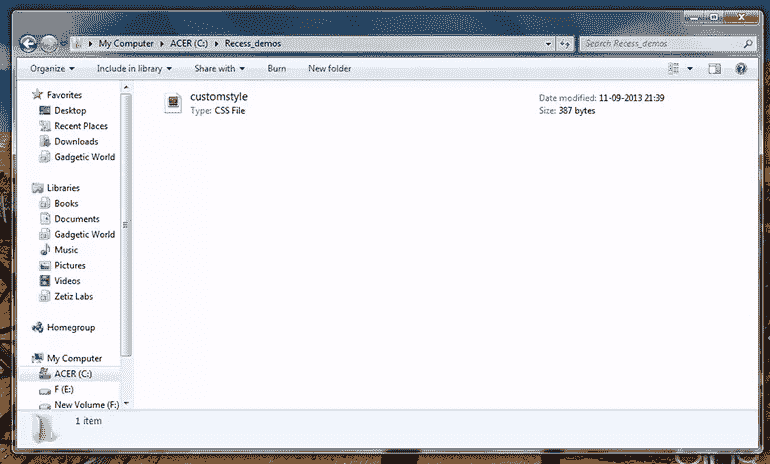 My Computer ▸ ACER (C:) ▸ Recess_demos
Search Recess_demos
Organize Include in library Share with Burn New folder
Favorites
Desktop
Recent Places
Downloads
Gadgetic World
Libraries
Books
Documents
Gadgetic World
Music
Pictures
Videos
Zetiz Labs
Homegroup
My Computer
ACER (C:)
F (E:)
New Volume (F:)
customstyle
Type: CSS File
Date modified: 11-09-2013 21:39
Size: 387 bytes
1 item